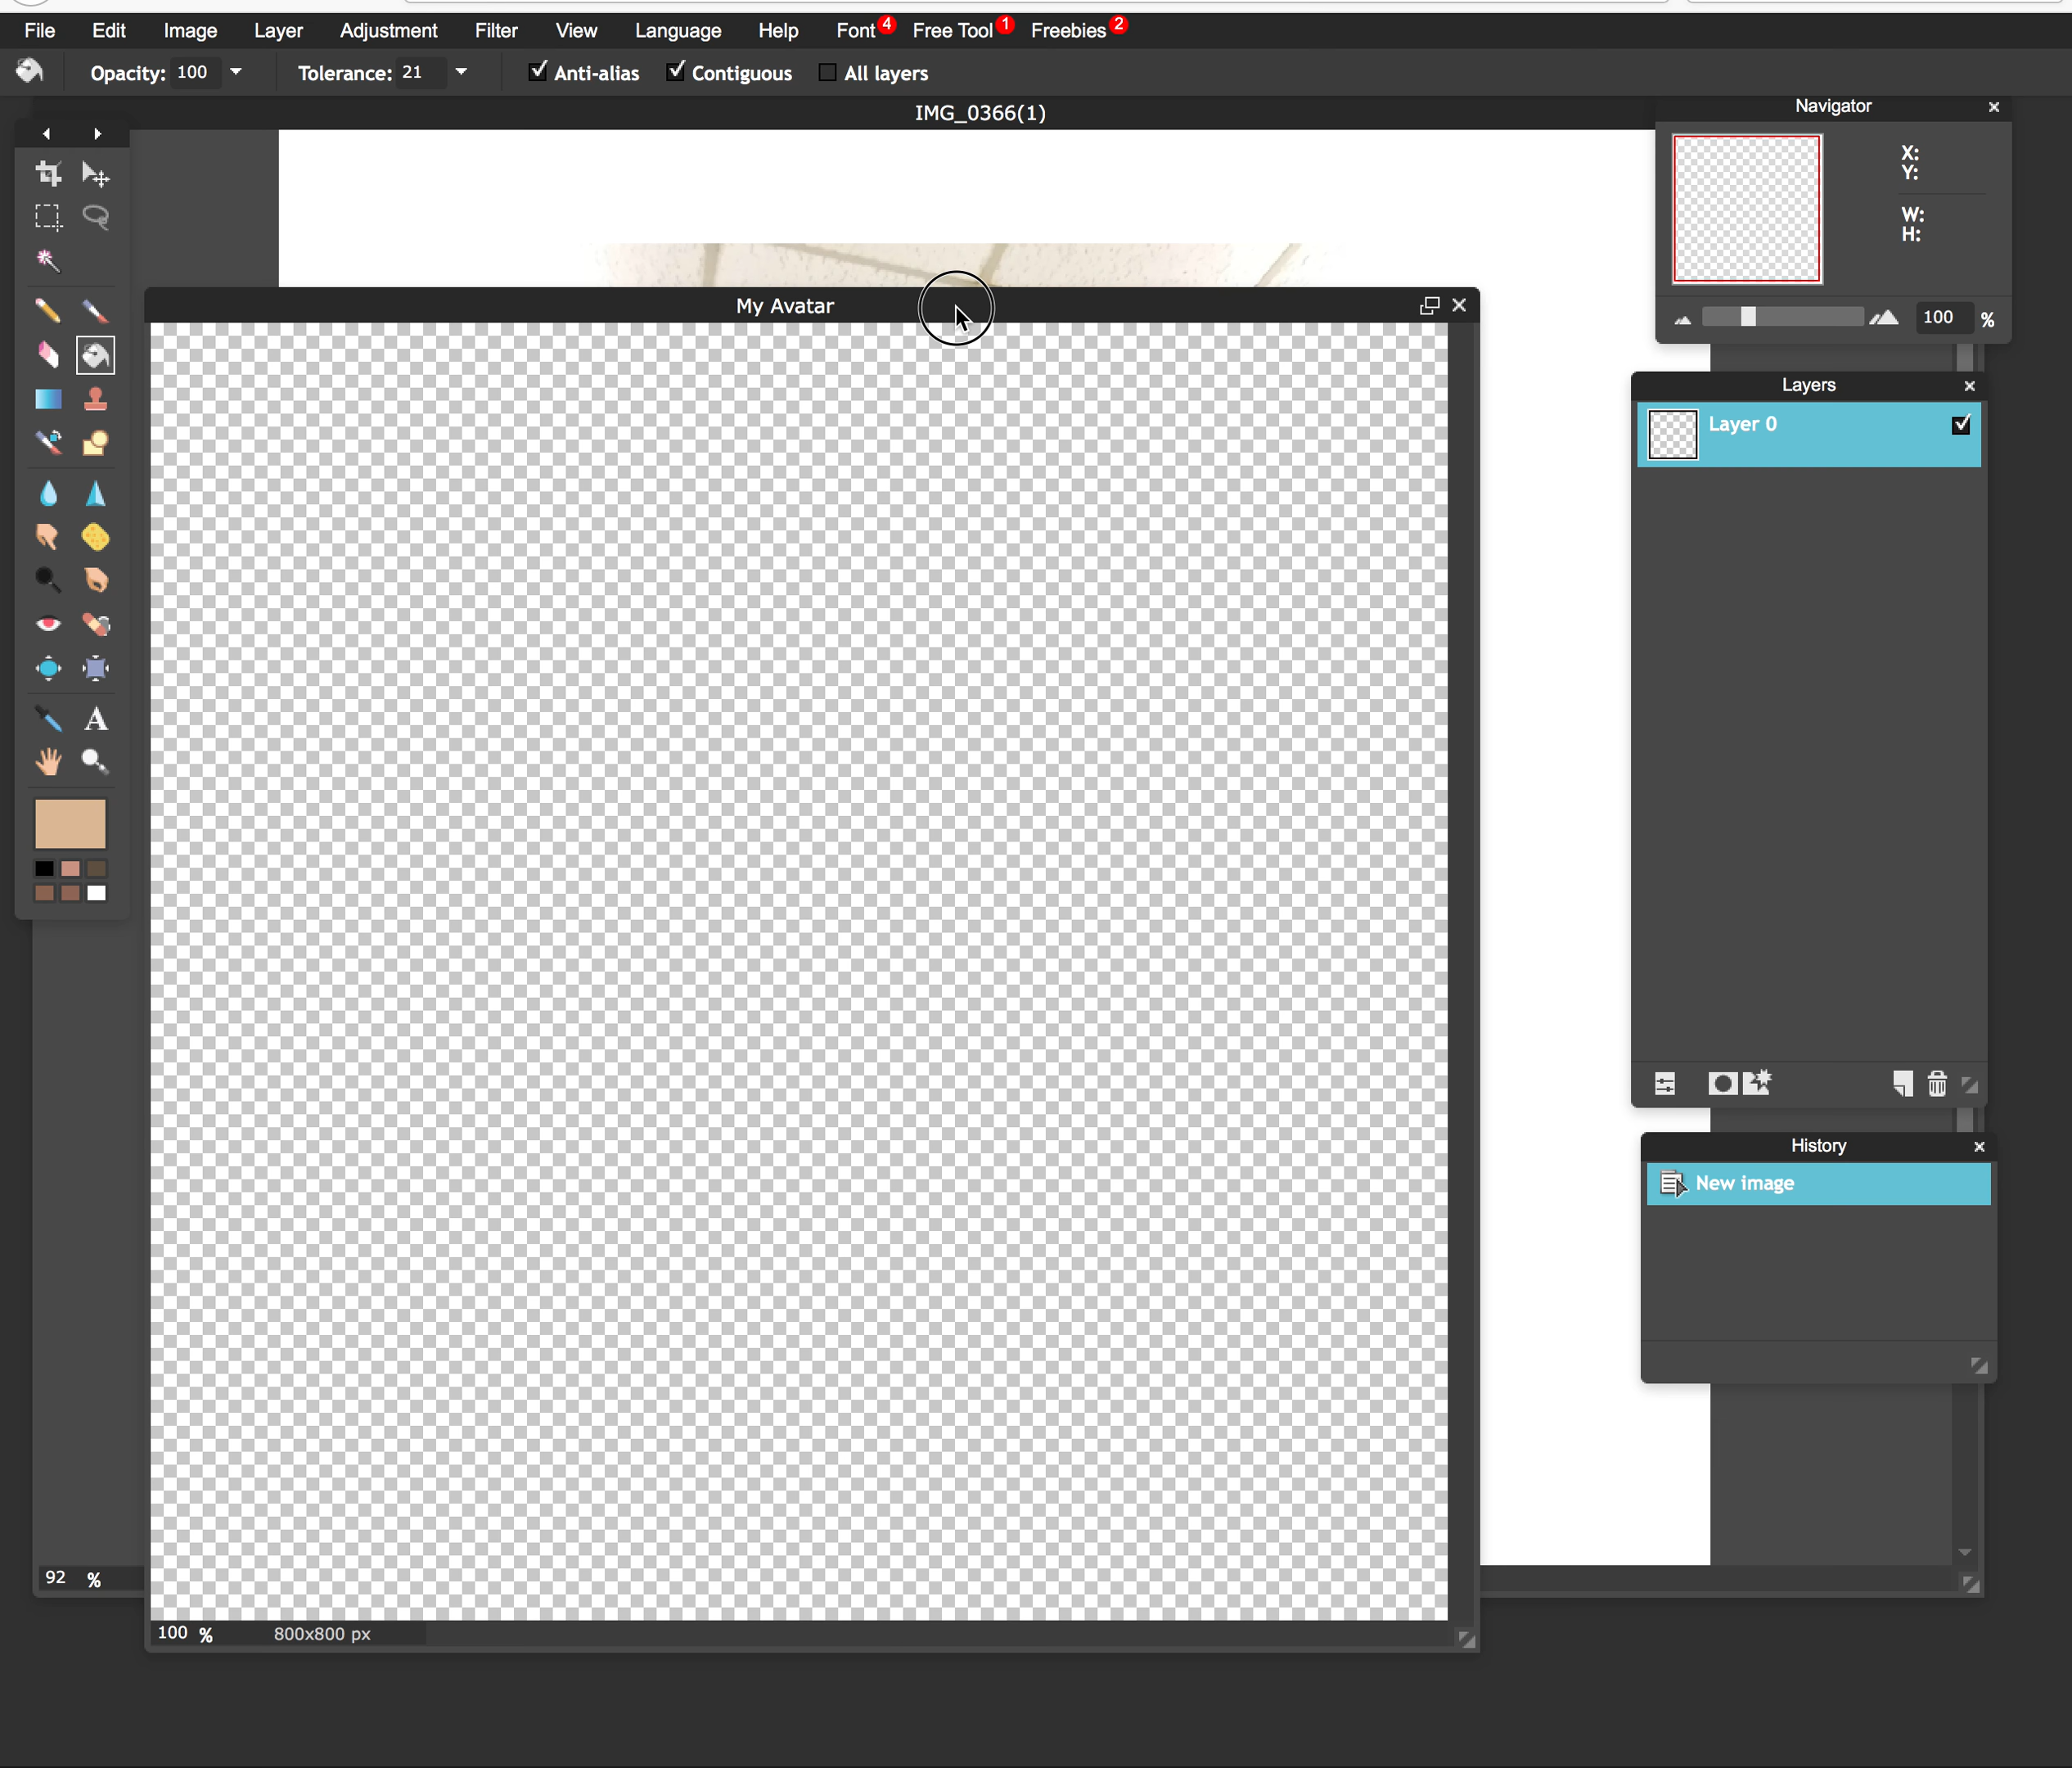 File Edit Image Layer Adjustment Filter View Language Help Font 4 Free Tool 1 Freebies 2
Opacity: 100 Tolerance: 21 Anti-alias Contiguous All layers
IMG_0366(1)
Navigator
X:
Y:
W:
H:
100 %
My Avatar
Layers
Layer 0
A
History
New image
92 %
100 % 800x800 px